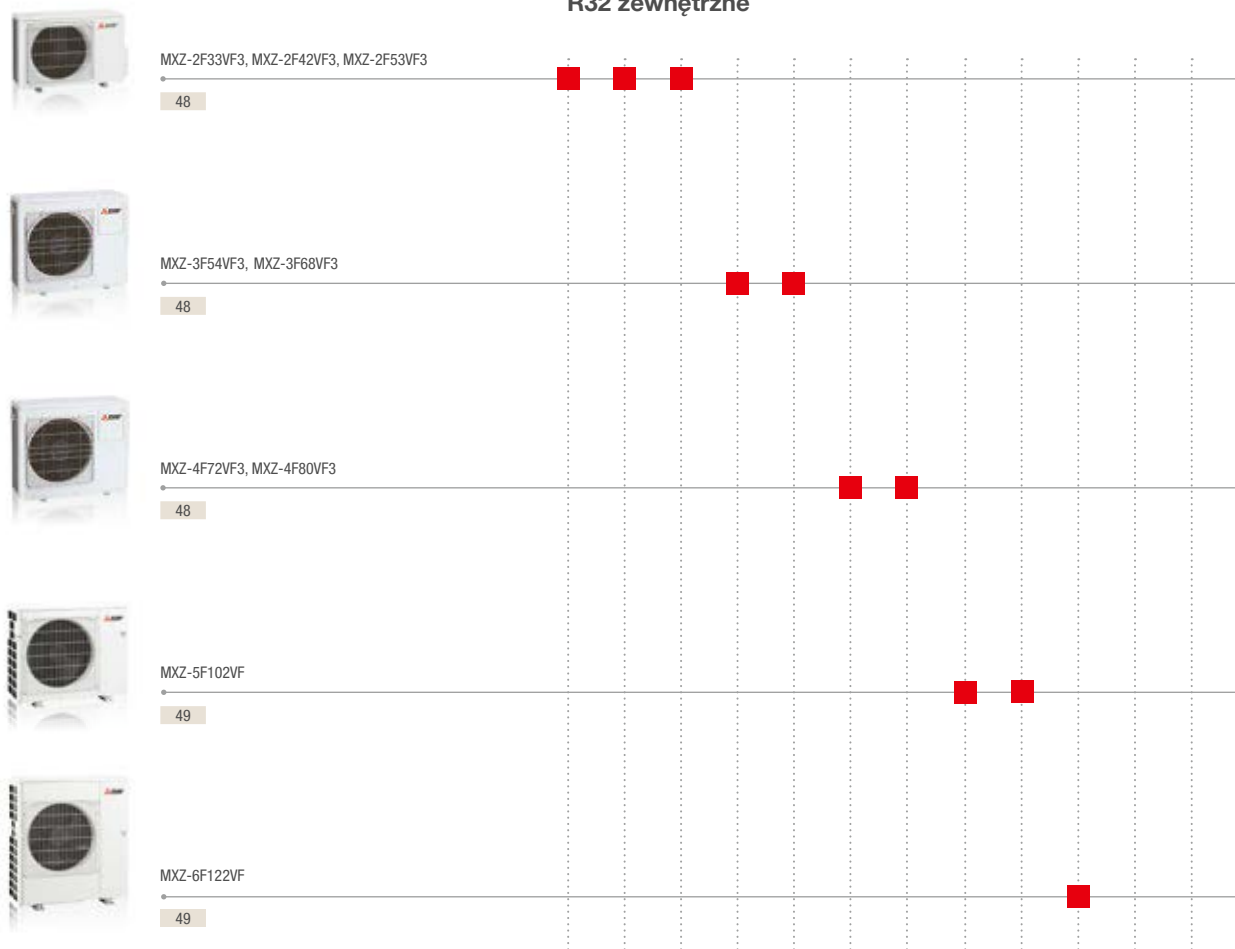 R32 zewnętrzne
MXZ-2F33VF3, MXZ-2F42VF3, MXZ-2F53VF3
48
MXZ-3F54VF3, MXZ-3F68VF3
48
MXZ-4F72VF3, MXZ-4F80VF3
48
MXZ-5F102VF
49
MXZ-6F122VF
49